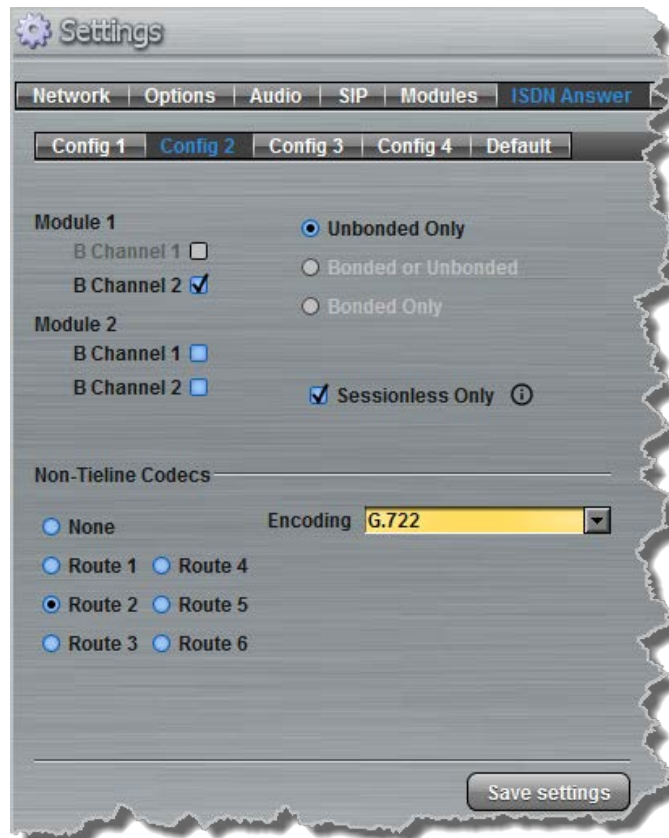 Settings
Network | Options | Audio | SIP | Modules | ISDN Answer
Config 1 | Config 2 | Config 3 | Config 4 | Default
Module 1
B Channel 1
B Channel 2
Module 2
B Channel 1
B Channel 2
Unbonded Only
Bonded or Unbonded
Bonded Only
Sessionless Only
Non-Tieline Codecs
None
Route 1 Route 4
Route 2 Route 5
Route 3 Route 6
Encoding G.722
Save settings